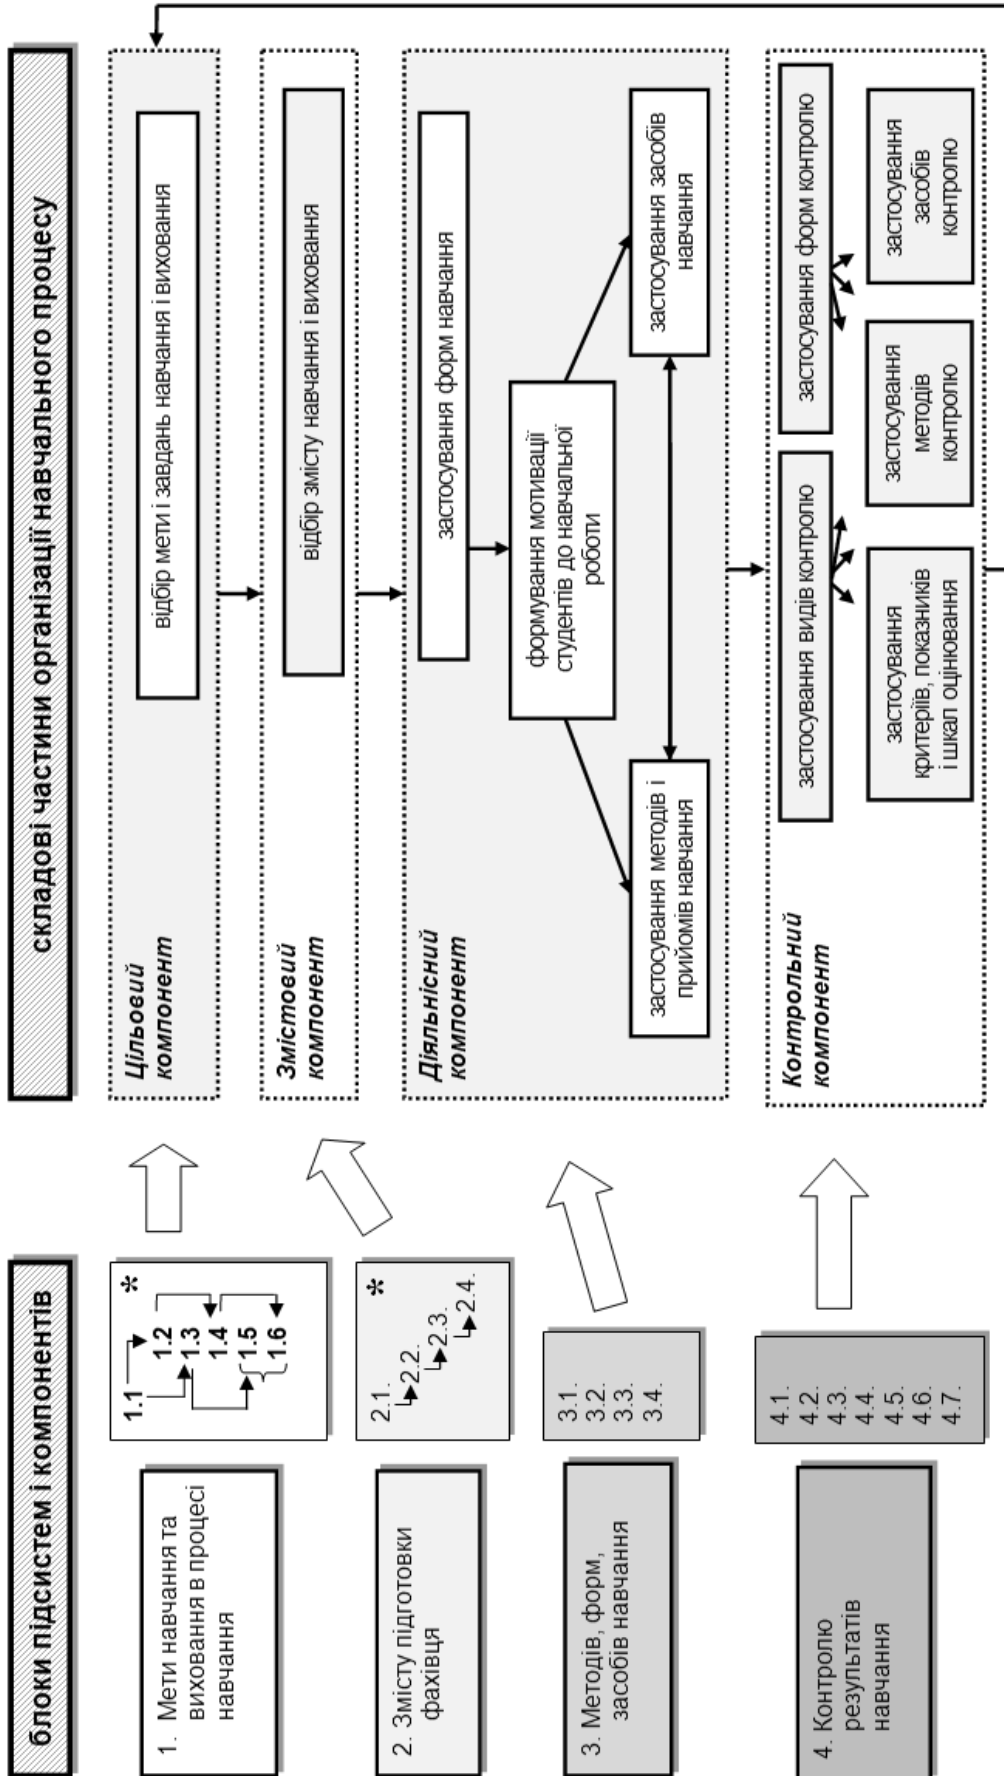 блоки підсистем і компонентів
складові частини організації навчального процесу
1. Мети навчання та
виховання в процесі
навчання
1.1
1.2
1.3
1.4
1.5
1.6
*
Цільовий
компонент
відбір мети і завдань навчання і виховання
2. Змісту підготовки
фахівця
2.1.
2.2.
2.3.
2.4.
*
Змістовий
компонент
відбір змісту навчання і виховання
3. Методів, форм,
засобів навчання
3.1.
3.2.
3.3.
3.4.
Діяльнісний
компонент
застосування форм навчання
формування мотивації
студентів до навчальної
роботи
застосування методів і
прийомів навчання
застосування засобів
навчання
4. Контролю
результатів
навчання
4.1.
4.2.
4.3.
4.4.
4.5.
4.6.
4.7.
Контрольний
компонент
застосування видів контролю
застосування форм контролю
застосування
критеріїв, показників
і шкал оцінювання
застосування
методів
контролю
застосування
засобів
контролю